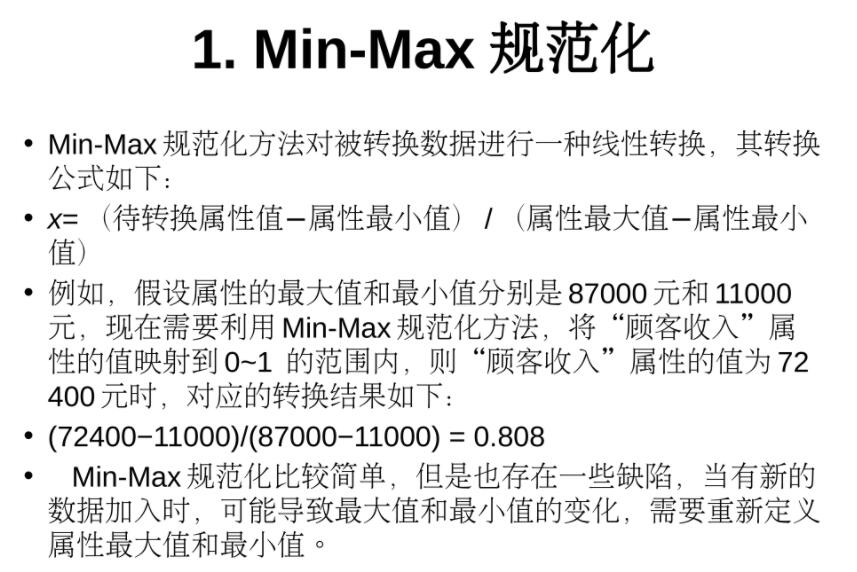 1. Min-Max 规范化
• Min-Max 规范化方法对被转换数据进行一种线性转换，其转换
公式如下：
• x= （待转换属性值−属性最小值） / （属性最大值−属性最小
值）
• 例如，假设属性的最大值和最小值分别是 87000 元和 11000
元，现在需要利用 Min-Max 规范化方法，将“顾客收入”属
性的值映射到 0~1 的范围内，则“顾客收入”属性的值为 72
400 元时，对应的转换结果如下：
• (72400−11000)/(87000−11000) = 0.808
• Min-Max 规范化比较简单，但是也存在一些缺陷，当有新的
数据加入时，可能导致最大值和最小值的变化，需要重新定义
属性最大值和最小值。